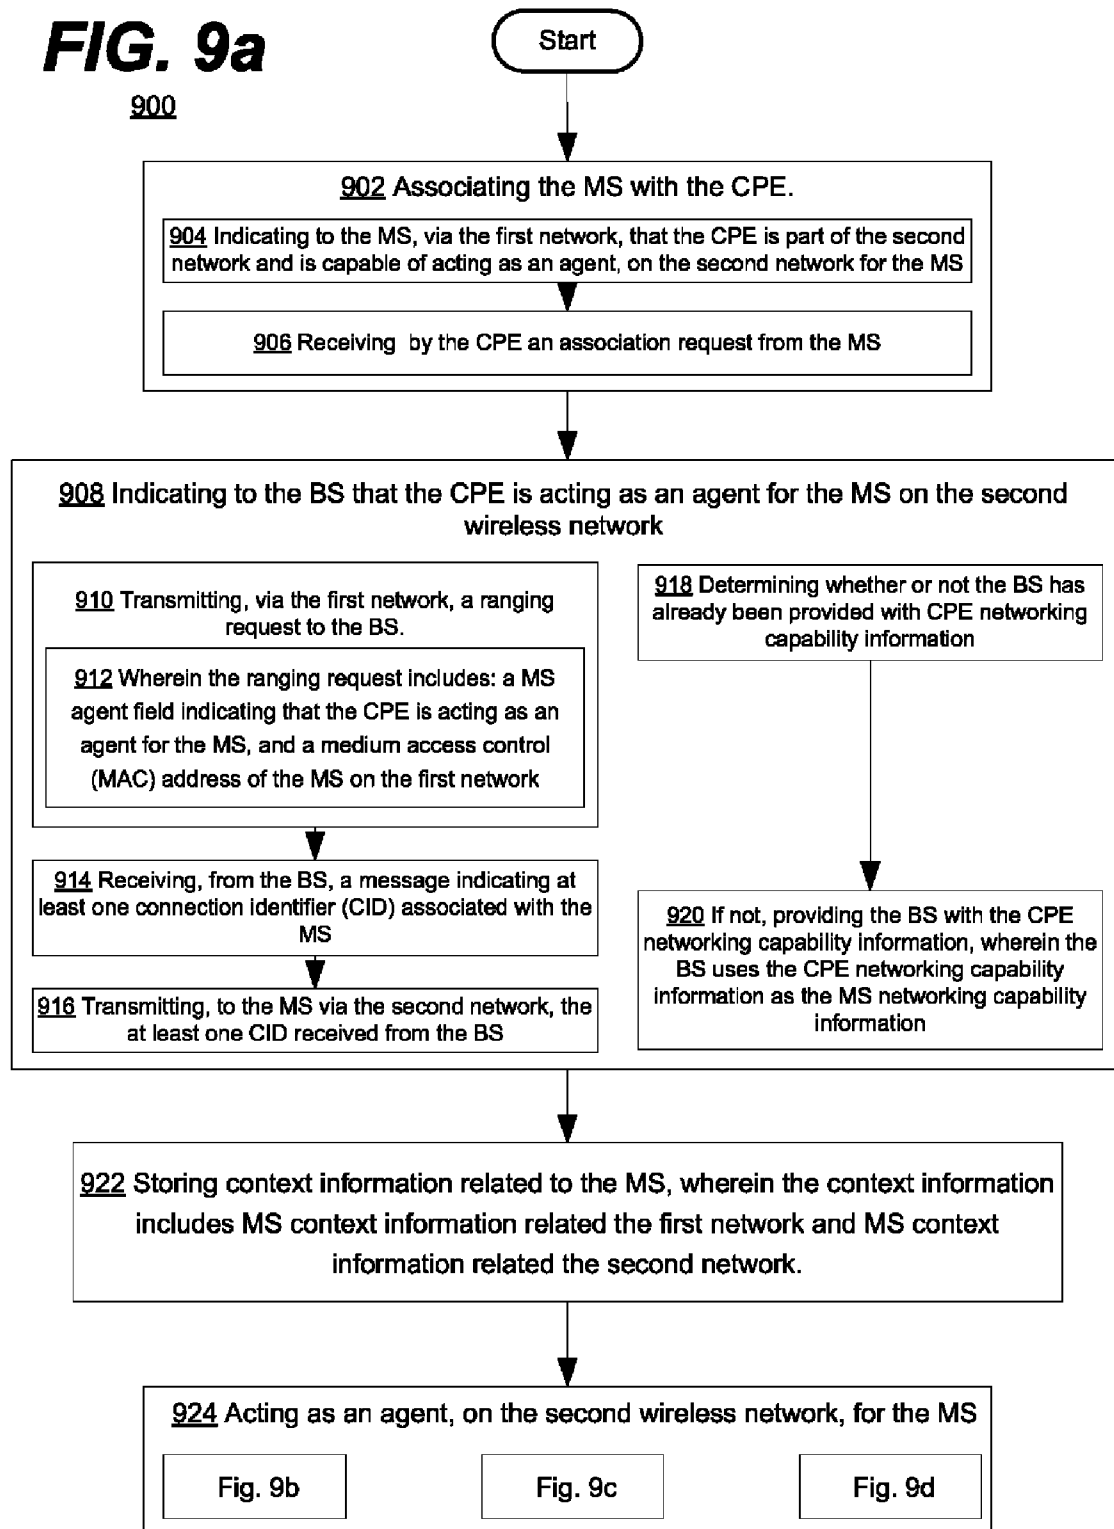 FIG. 9a
900
Start
902 Associating the MS with the CPE.
904 Indicating to the MS, via the first network, that the CPE is part of the second
network and is capable of acting as an agent, on the second network for the MS
906 Receiving by the CPE an association request from the MS
908 Indicating to the BS that the CPE is acting as an agent for the MS on the second
wireless network
910 Transmitting, via the first network, a ranging
request to the BS.
912 Wherein the ranging request includes: a MS
agent field indicating that the CPE is acting as an
agent for the MS, and a medium access control
(MAC) address of the MS on the first network
914 Receiving, from the BS, a message indicating at
least one connection identifier (CID) associated with the
MS
916 Transmitting, to the MS via the second network, the
at least one CID received from the BS
918 Determining whether or not the BS has
already been provided with CPE networking
capability information
920 If not, providing the BS with the CPE
networking capability information, wherein the
BS uses the CPE networking capability
information as the MS networking capability
information
922 Storing context information related to the MS, wherein the context information
includes MS context information related the first network and MS context
information related the second network.
924 Acting as an agent, on the second wireless network, for the MS
Fig. 9b
Fig. 9c
Fig. 9d